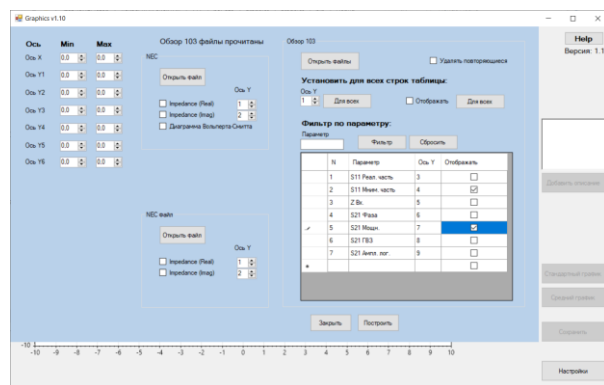 Graphics v1.10
Ось Min Max
Ось X 0,0 0,0
Ось Y1 0,0 0,0
Ось Y2 0,0 0,0
Ось Y3 0,0 0,0
Ось Y4 0,0 0,0
Ось Y5 0,0 0,0
Ось Y6 0,0 0,0
Обзор 103 файлы прочитаны
NEC
Открыть файл
Ось Y
Impedance (Real) 1
Impedance (Imag) 2
Диаграмма Вольперта-Смитта
NEC файл
Открыть файл
Ось Y
Impedance (Real) 1
Impedance (Imag) 2
Обзор 103
Открыть файлы
Удалить повторяющиеся
Установить для всех строк таблицы:
Ось Y
1 Для всех Отображать Для всех
Фильтр по параметру:
Параметр
Фильтр Сбросить
N Параметр Ось Y Отображать
1 S11 Реал. часть 3
2 S11 Мним. часть 4
3 Z Вх. 5
4 S21 Фаза 6
5 S21 Мощн. 7
6 S21 ГВЗ 8
7 S21 Ампл. лог. 9
Закрыть Построить
Help
Версия: 1.1
Добавить описание
Стандартный график
Средний график
Сохранить
Настройки
-10
-10 -9 -8 -7 -6 -5 -4 -3 -2 -1 0 1 2 3 4 5 6 7 8 9 10